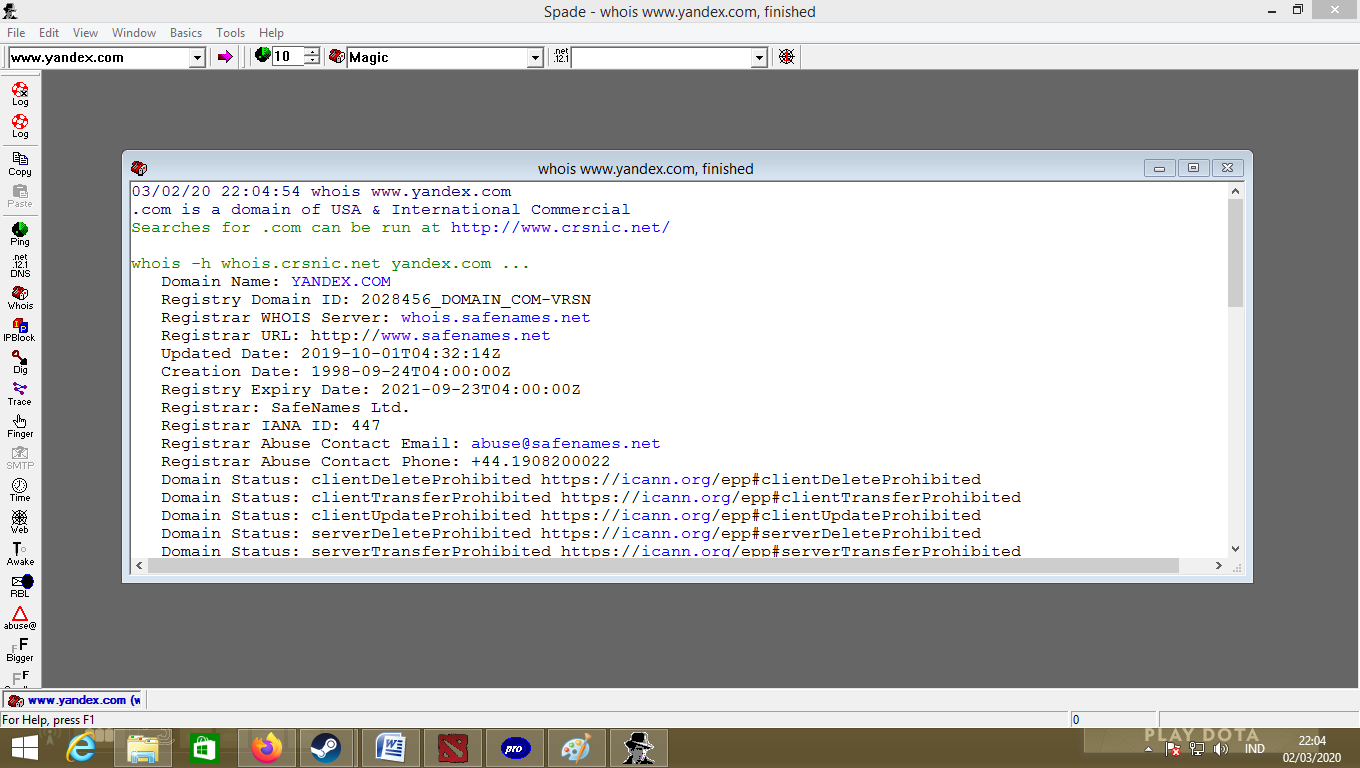 Spade - whois www.yandex.com, finished
File Edit View Window Basics Tools Help
www.yandex.com 10 Magic .net 12.1
Log
Log
Copy
Paste
Ping
.net 12.1
DNS
Whois
IP
IPBlock
Dig
Trace
Finger
SMTP
Time
Web
Awake
RBL
abuse@
Bigger
whois www.yandex.com, finished
03/02/20 22:04:54 whois www.yandex.com
.com is a domain of USA & International Commercial
Searches for .com can be run at http://www.crsnic.net/
whois -h whois.crsnic.net yandex.com ...
Domain Name: YANDEX.COM
Registry Domain ID: 2028456_DOMAIN_COM-VRSN
Registrar WHOIS Server: whois.safenames.net
Registrar URL: http://www.safenames.net
Updated Date: 2019-10-01T04:32:14Z
Creation Date: 1998-09-24T04:00:00Z
Registry Expiry Date: 2021-09-23T04:00:00Z
Registrar: SafeNames Ltd.
Registrar IANA ID: 447
Registrar Abuse Contact Email: abuse@safenames.net
Registrar Abuse Contact Phone: +44.1908200022
Domain Status: clientDeleteProhibited https://icann.org/epp#clientDeleteProhibited
Domain Status: clientTransferProhibited https://icann.org/epp#clientTransferProhibited
Domain Status: clientUpdateProhibited https://icann.org/epp#clientUpdateProhibited
Domain Status: serverDeleteProhibited https://icann.org/epp#serverDeleteProhibited
Domain Status: serverTransferProhibited https://icann.org/epp#serverTransferProhibited
www.yandex.com (w
For Help, press F1
0
pro
PLAY DOTA
IND
22:04
02/03/2020